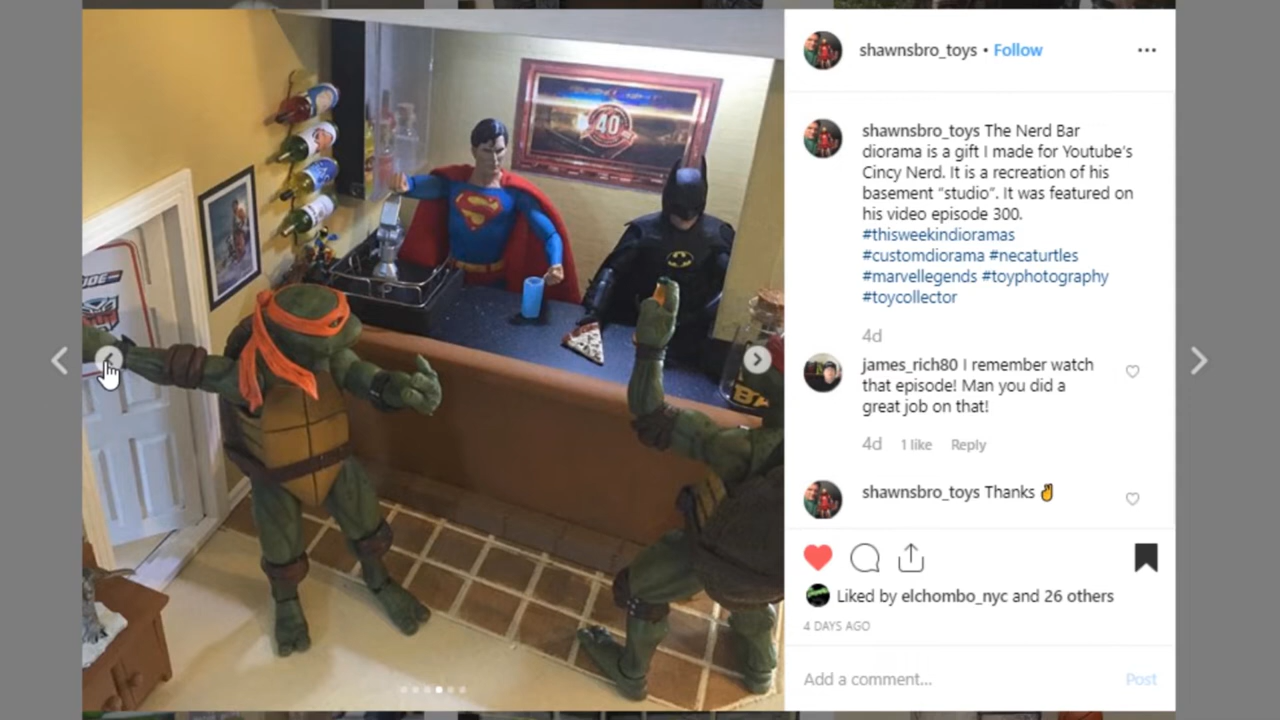 shawnsbro_toys • Follow
shawnsbro_toys The Nerd Bar
diorama is a gift I made for Youtube's
Cincy Nerd. It is a recreation of his
basement "studio". It was featured on
his video episode 300.
#thisweekindioramas
#customdiorama #necaturtles
#marvellegends #toyphotography
#toycollector
4d
james_rich80 I remember watch
that episode! Man you did a
great job on that!
4d 1 like Reply
shawnsbro_toys Thanks
Liked by elchombo_nyc and 26 others
4 DAYS AGO
Add a comment... Post
40